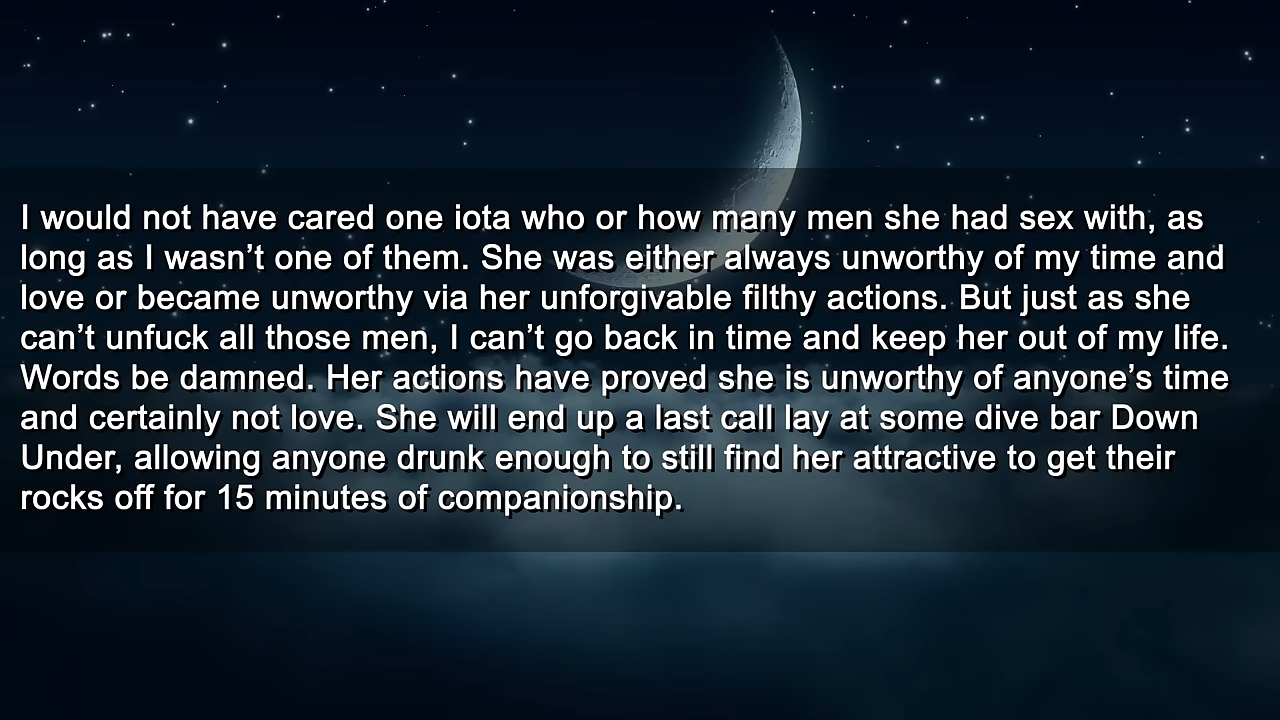 I would not have cared one iota who or how many men she had sex with, as
long as I wasn’t one of them. She was either always unworthy of my time and
love or became unworthy via her unforgivable filthy actions. But just as she
can’t unfuck all those men, I can’t go back in time and keep her out of my life.
Words be damned. Her actions have proved she is unworthy of anyone’s time
and certainly not love. She will end up a last call lay at some dive bar Down
Under, allowing anyone drunk enough to still find her attractive to get their
rocks off for 15 minutes of companionship.